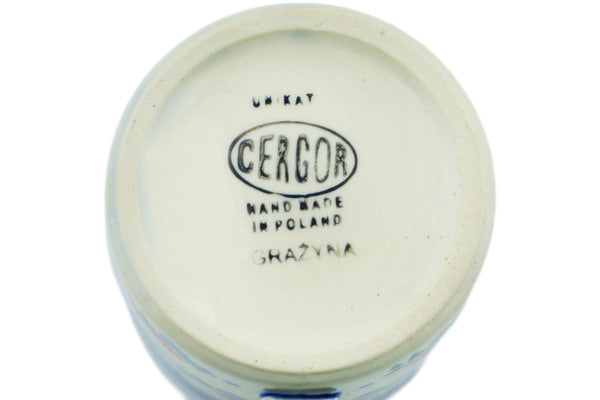 UNIKAT
CERGOR
HAND MADE
IN POLAND
GRAŻYNA